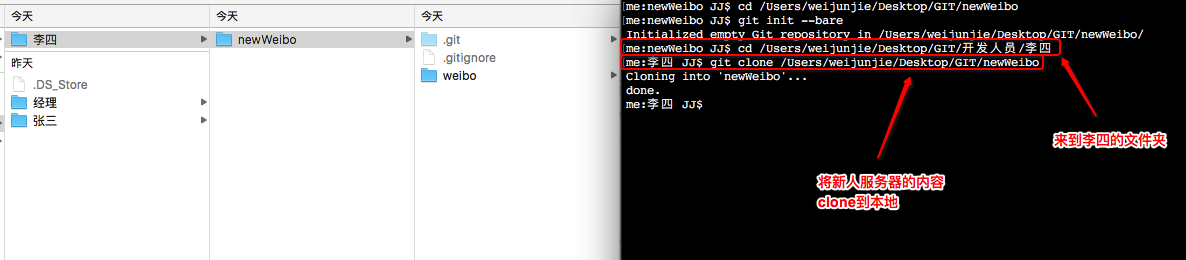 今天
李四
昨天
.DS_Store
经理
张三
今天
newWeibo
今天
.git
.gitignore
weibo
me:newWeibo JJ$ cd /Users/weijunjie/Desktop/GIT/newWeibo
me:newWeibo JJ$ git init --bare
Initialized empty Git repository in /Users/weijunjie/Desktop/GIT/newWeibo/
me:newWeibo JJ$ cd /Users/weijunjie/Desktop/GIT/开发人员/李四
me:李四 JJ$ git clone /Users/weijunjie/Desktop/GIT/newWeibo
Cloning into 'newWeibo'...
done.
me:李四 JJ$
来到李四的文件夹
将新人服务器的内容
clone到本地